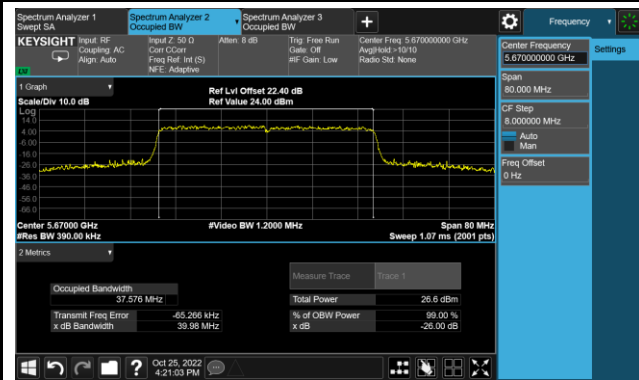 Spectrum Analyzer 1
Swept SA
Spectrum Analyzer 2
Occupied BW
Spectrum Analyzer 3
Occupied BW
Frequency
KEYSIGHT
Input: RF
Coupling: AC
Align: Auto
Input Z: 50 Ω
Corr CCorr
Freq Ref: Int (S)
NFE: Adaptive
Atten: 8 dB
Trig: Free Run
Gate: Off
#IF Gain: Low
Center Freq: 5.670000000 GHz
Avg|Hold:>10/10
Radio Std: None
Center Frequency
5.670000000 GHz
Settings
Span
80.000 MHz
CF Step
8.000000 MHz
Auto
Man
Freq Offset
0 Hz
1 Graph
Scale/Div 10.0 dB
Ref Lvl Offset 22.40 dB
Ref Value 24.00 dBm
Log
14.0
4.00
-6.00
-16.0
-26.0
-36.0
-46.0
-56.0
-66.0
Center 5.67000 GHz
#Res BW 390.00 kHz
#Video BW 1.2000 MHz
Span 80 MHz
Sweep 1.07 ms (2001 pts)
2 Metrics
Measure Trace
Trace 1
Occupied Bandwidth
37.576 MHz
Total Power
26.6 dBm
Transmit Freq Error
-65.266 kHz
% of OBW Power
99.00 %
x dB Bandwidth
39.98 MHz
x dB
-26.00 dB
Oct 25, 2022
4:21:03 PM